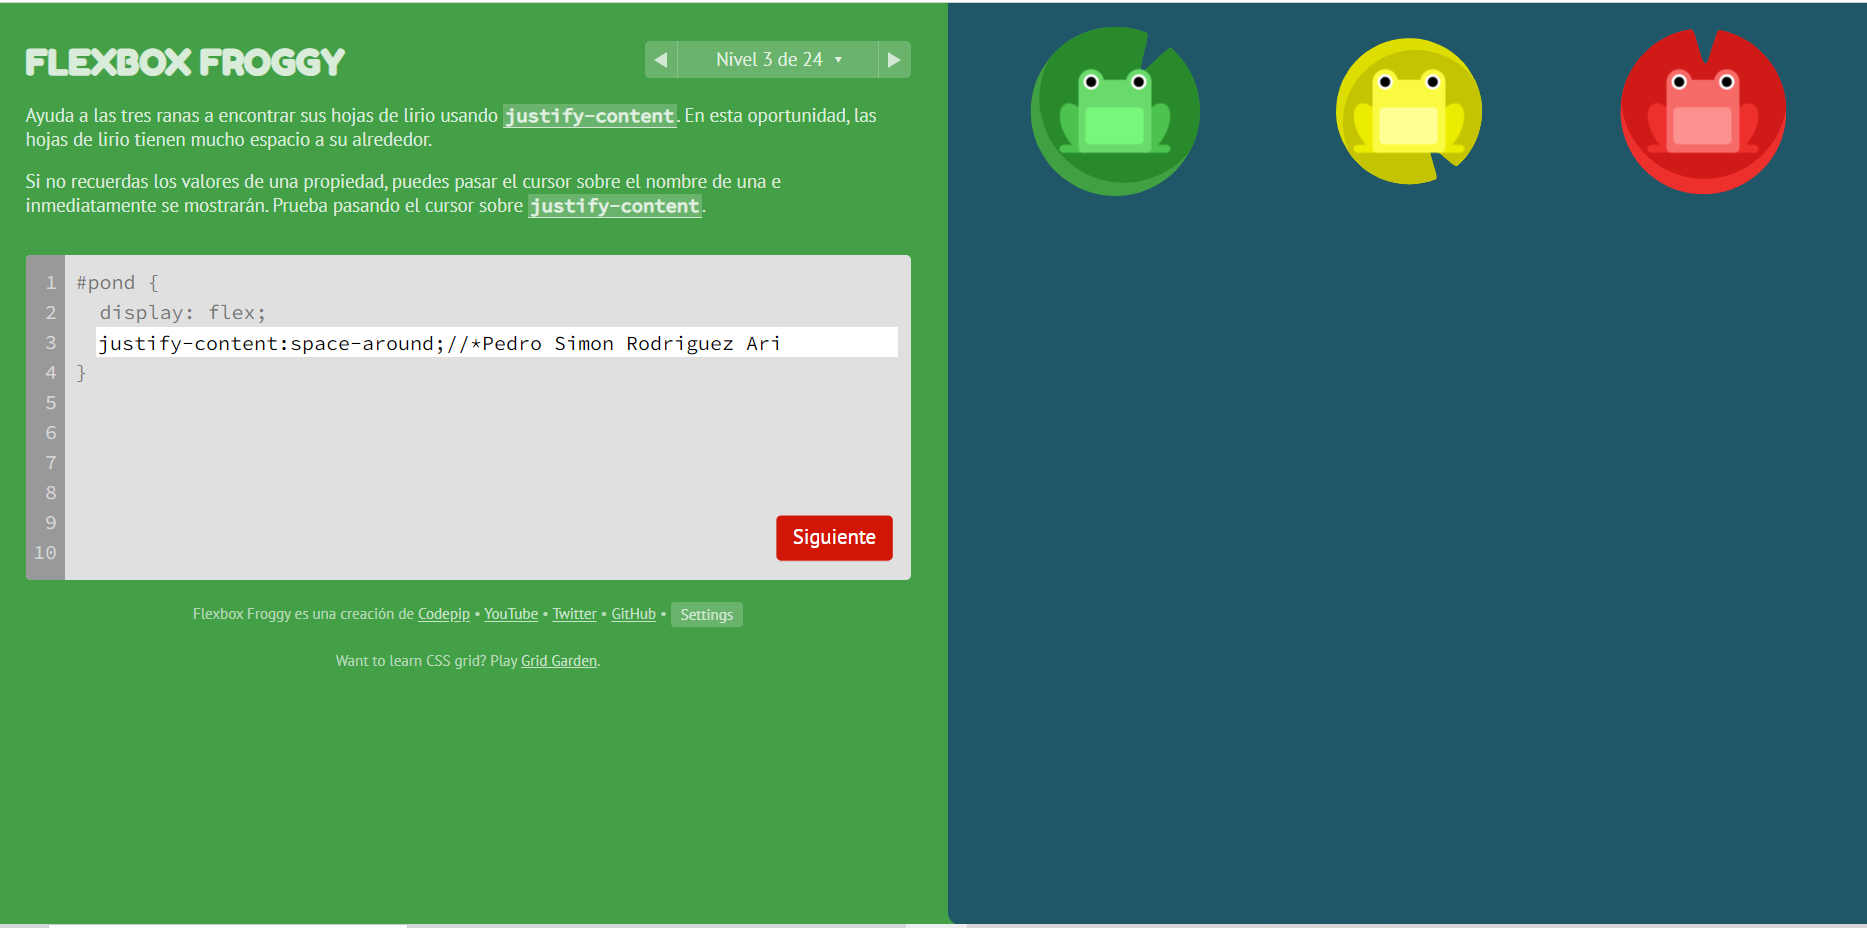 FLEXBOX FROGGY
Nivel 3 de 24
Ayuda a las tres ranas a encontrar sus hojas de lirio usando justify-content. En esta oportunidad, las
hojas de lirio tienen mucho espacio a su alrededor.
Si no recuerdas los valores de una propiedad, puedes pasar el cursor sobre el nombre de una e
inmediatamente se mostrarán. Prueba pasando el cursor sobre justify-content.
1 #pond {
2 display: flex;
3 justify-content:space-around;//*Pedro Simon Rodriguez Ari
4 }
5
6
7
8
9
10
Siguiente
Flexbox Froggy es una creación de Codepip • YouTube • Twitter • GitHub • Settings
Want to learn CSS grid? Play Grid Garden.